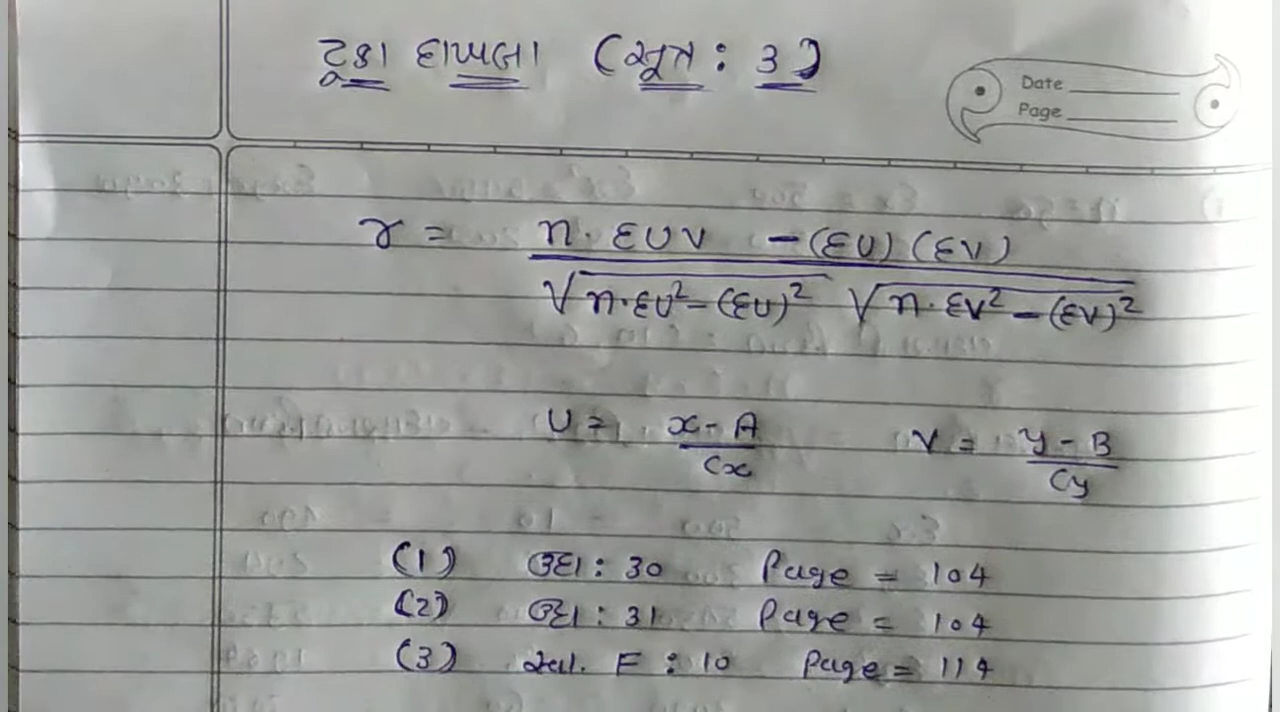 ટૂંકા દાખલા (સૂત્ર : 3)
Date
Page
r = n·ΣUV - (ΣU) (ΣV) / √n·ΣU² - (ΣU)² √n·ΣV² - (ΣV)²
U = x - A / Cx V = y - B / Cy
(1) ઉદા : 30 Page = 104
(2) ઉદા : 31 Page = 104
(3) સ્વા. F : 10 Page = 114